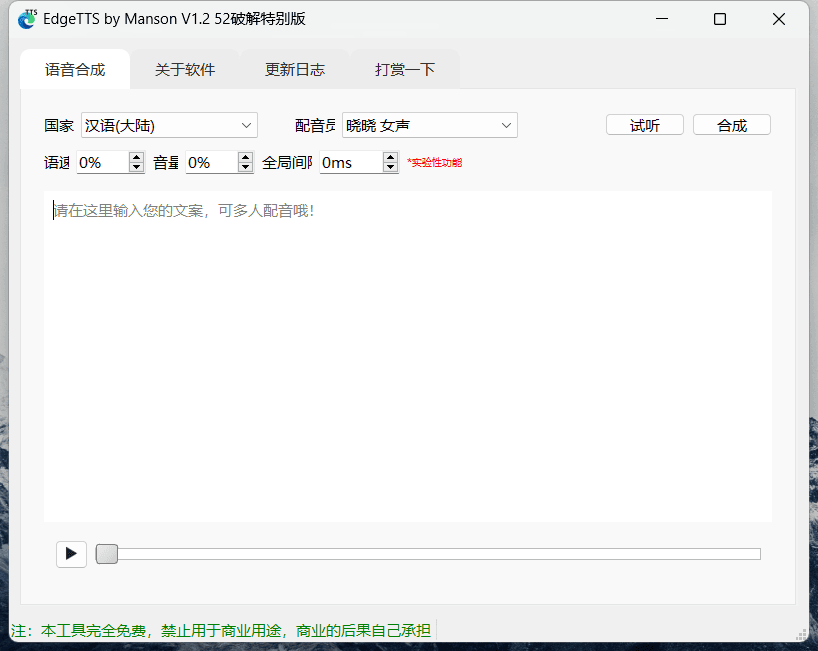 EdgeTTS by Manson V1.2 52破解特别版
语音合成 关于软件 更新日志 打赏一下
国家 汉语(大陆) 配音员 晓晓 女声 试听 合成
语速 0% 音量 0% 全局间隔 0ms *实验性功能
请在这里输入您的文案，可多人配音哦！
注：本工具完全免费，禁止用于商业用途，商业的后果自己承担